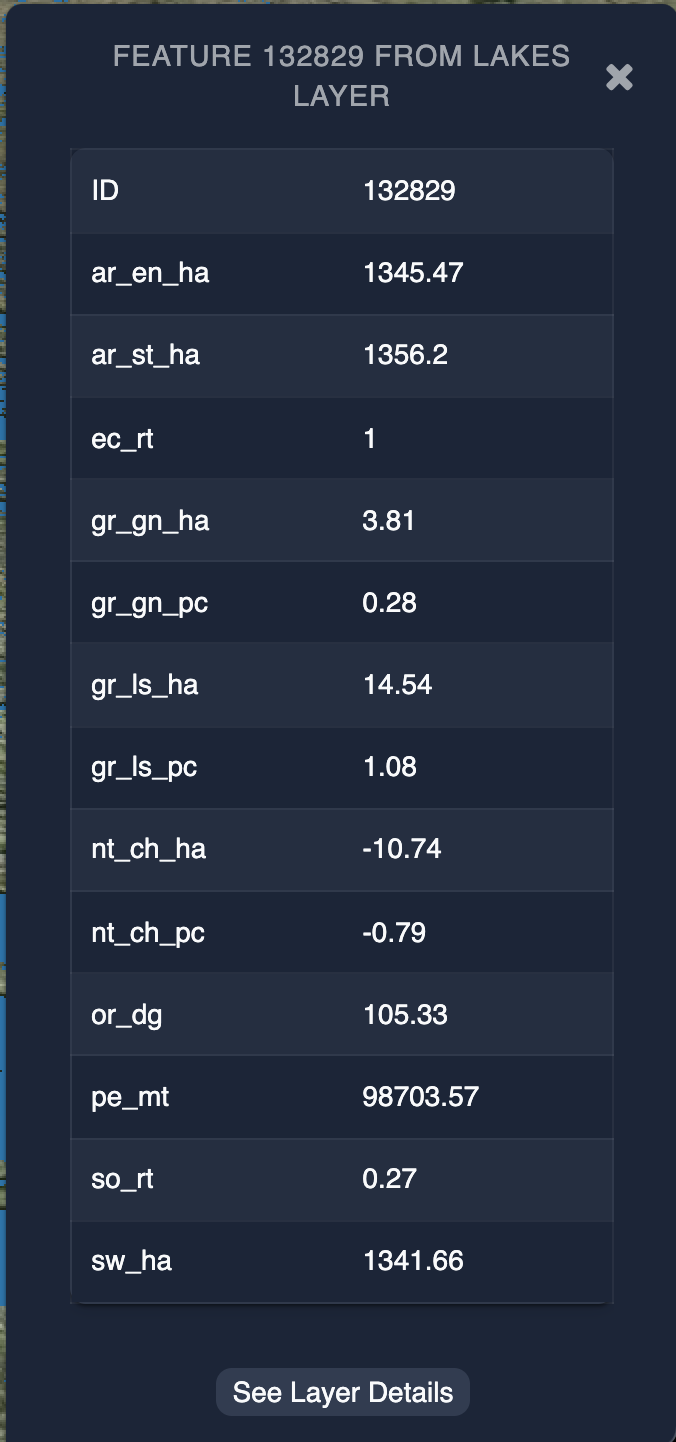 FEATURE 132829 FROM LAKES
LAYER
ID 132829
ar_en_ha 1345.47
ar_st_ha 1356.2
ec_rt 1
gr_gn_ha 3.81
gr_gn_pc 0.28
gr_ls_ha 14.54
gr_ls_pc 1.08
nt_ch_ha -10.74
nt_ch_pc -0.79
or_dg 105.33
pe_mt 98703.57
so_rt 0.27
sw_ha 1341.66
See Layer Details